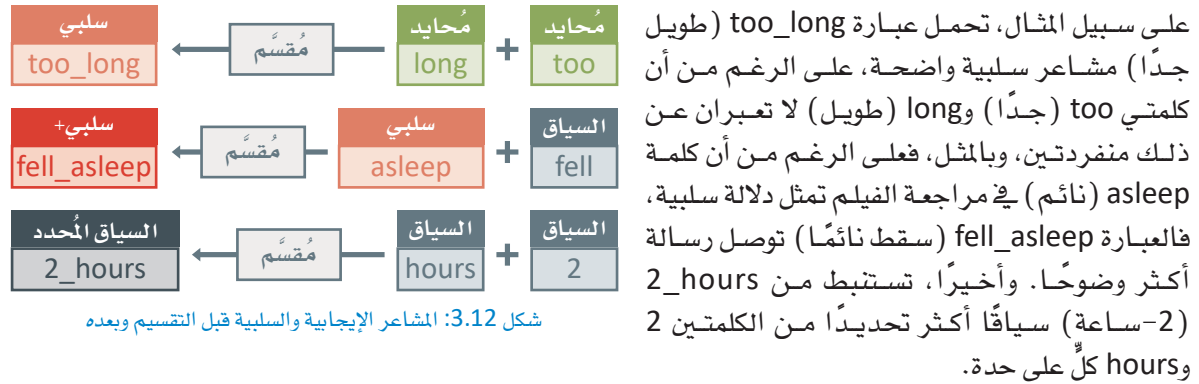 على سبيل المثال، تحمل عبارة too_long (طويل
جدًا) مشاعر سلبية واضحة، على الرغم من أن
كلمتي too (جدًا) وlong (طويل) لا تعبران عن
ذلك منفردتين، وبالمثل، فعلى الرغم من أن كلمة
asleep (نائم) في مراجعة الفيلم تمثل دلالة سلبية،
فالعبارة fell_asleep (سقط نائمًا) توصل رسالة
أكثر وضوحًا. وأخيرًا، تستنبط من 2_hours
(2-ساعة) سياقًا أكثر تحديدًا من الكلمتين 2
وhours كلٍّ على حدة.
مُحايد + مُحايد مُقسَّم سلبي
too long too_long
السياق + سلبي مُقسَّم سلبي+
fell asleep fell_asleep
السياق + السياق مُقسَّم السياق المُحدد
2 hours 2_hours
شكل 3.12: المشاعر الإيجابية والسلبية قبل التقسيم وبعده